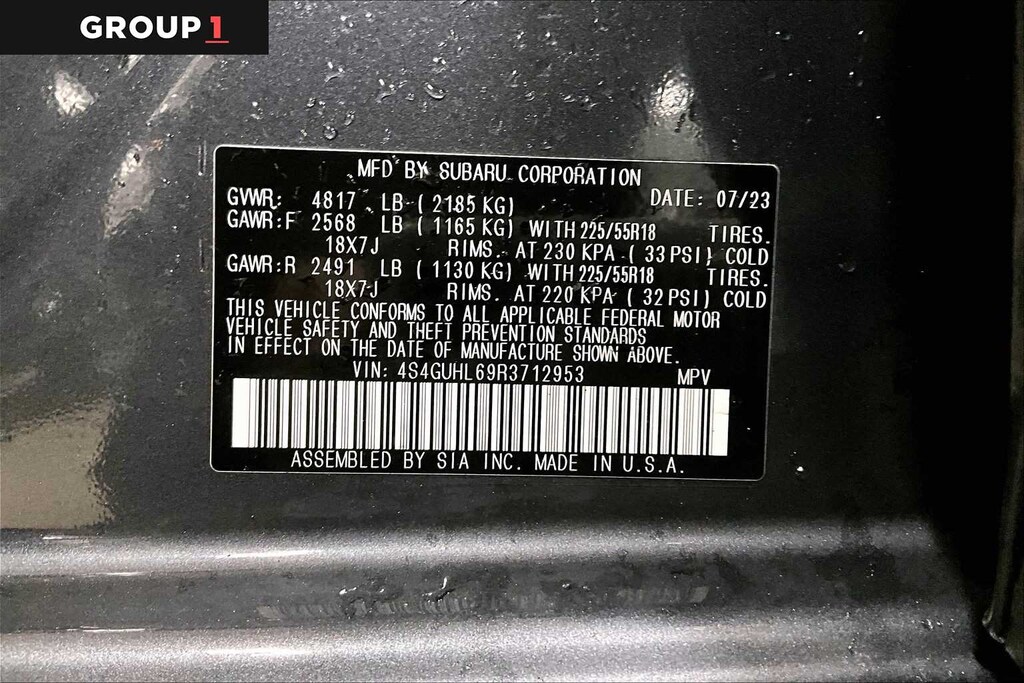 GROUP 1
MFD BY SUBARU CORPORATION
GVWR: 4817 LB ( 2185 KG) DATE: 07/23
GAWR:F 2568 LB ( 1165 KG) WITH 225/55R18 TIRES.
18X7J RIMS. AT 230 KPA ( 33 PSI) COLD
GAWR:R 2491 LB ( 1130 KG) WITH 225/55R18 TIRES.
18X7J RIMS. AT 220 KPA ( 32 PSI) COLD
THIS VEHICLE CONFORMS TO ALL APPLICABLE FEDERAL MOTOR
VEHICLE SAFETY AND THEFT PREVENTION STANDARDS
IN EFFECT ON THE DATE OF MANUFACTURE SHOWN ABOVE.
VIN: 4S4GUHL69R3712953 MPV
ASSEMBLED BY SIA INC. MADE IN U.S.A.